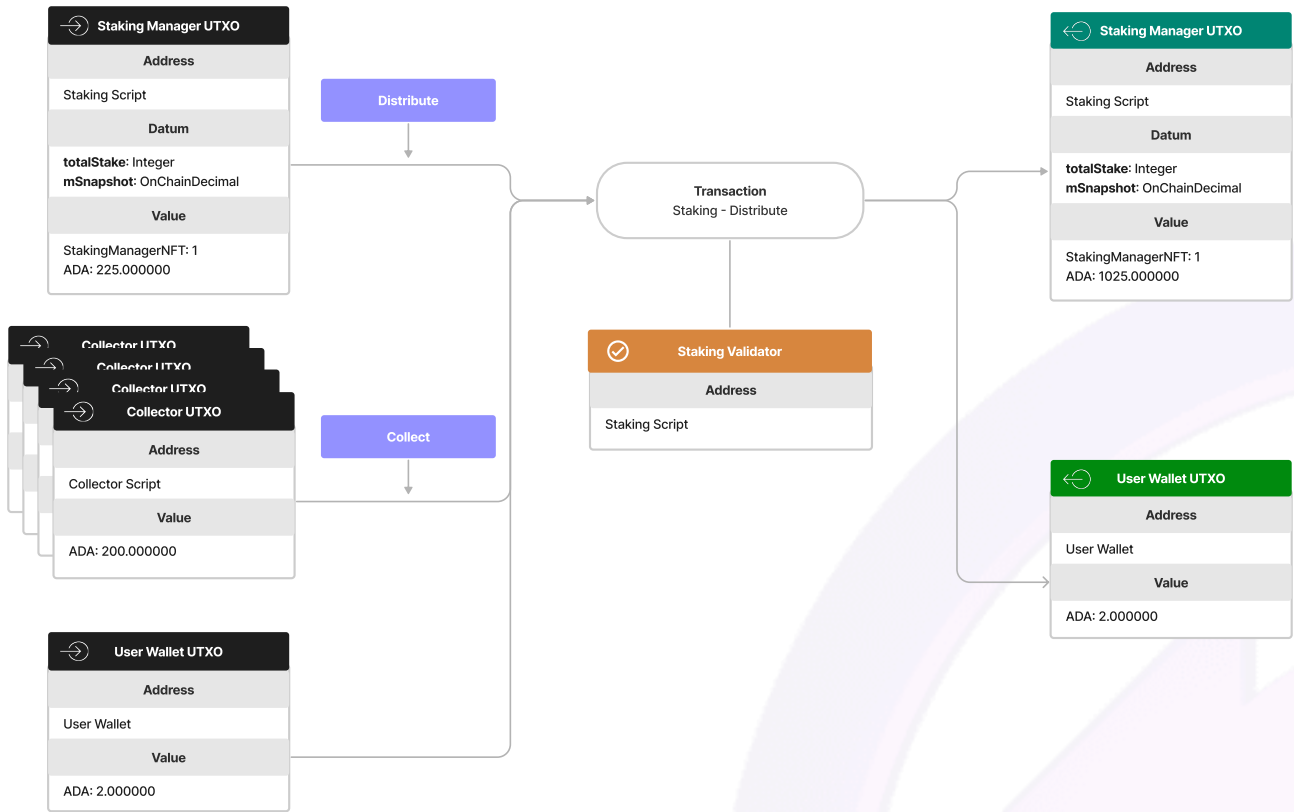 Staking Manager UTXO
Address
Staking Script
Datum
totalStake: Integer
mSnapshot: OnChainDecimal
Value
StakingManagerNFT: 1
ADA: 225.000000
Distribute
Collector UTXO
Collector UTXO
Collector UTXO
Collector UTXO
Address
Collector Script
Value
ADA: 200.000000
Collect
User Wallet UTXO
Address
User Wallet
Value
ADA: 2.000000
Transaction
Staking - Distribute
Staking Validator
Address
Staking Script
Staking Manager UTXO
Address
Staking Script
Datum
totalStake: Integer
mSnapshot: OnChainDecimal
Value
StakingManagerNFT: 1
ADA: 1025.000000
User Wallet UTXO
Address
User Wallet
Value
ADA: 2.000000